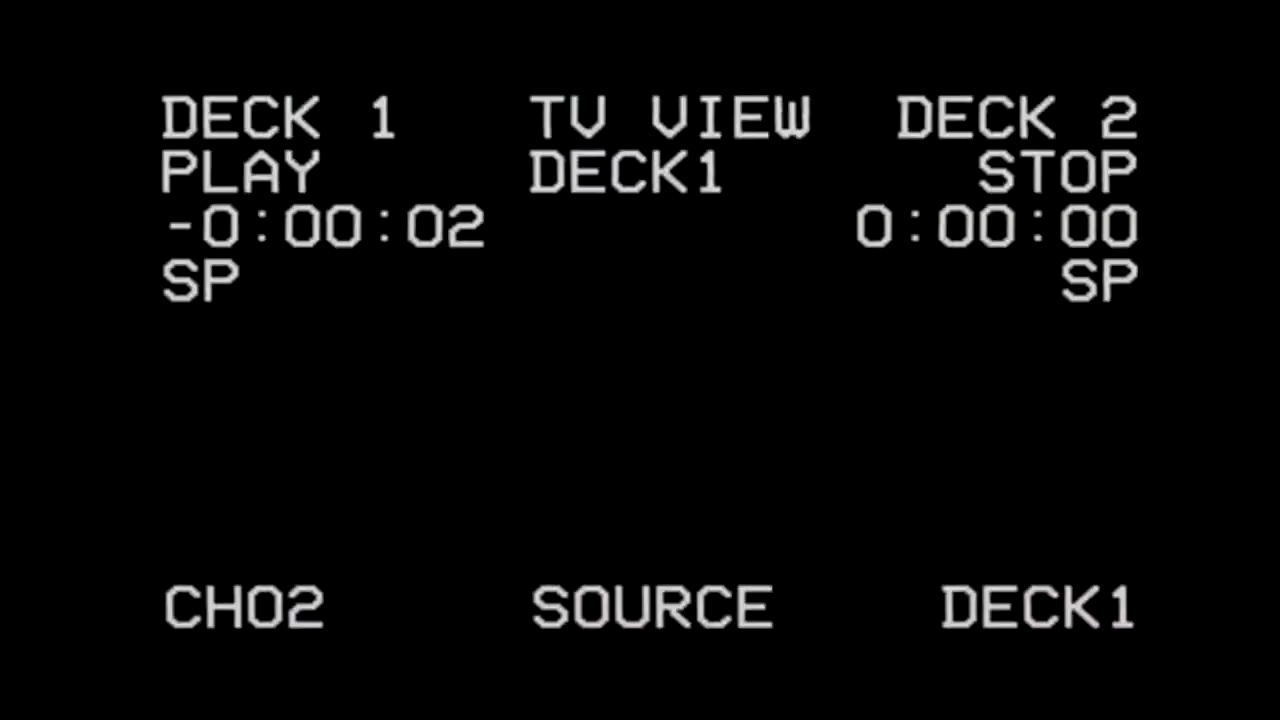 DECK 1 TV VIEW DECK 2
PLAY DECK1 STOP
-0:00:02 0:00:00
SP SP
CH02 SOURCE DECK1